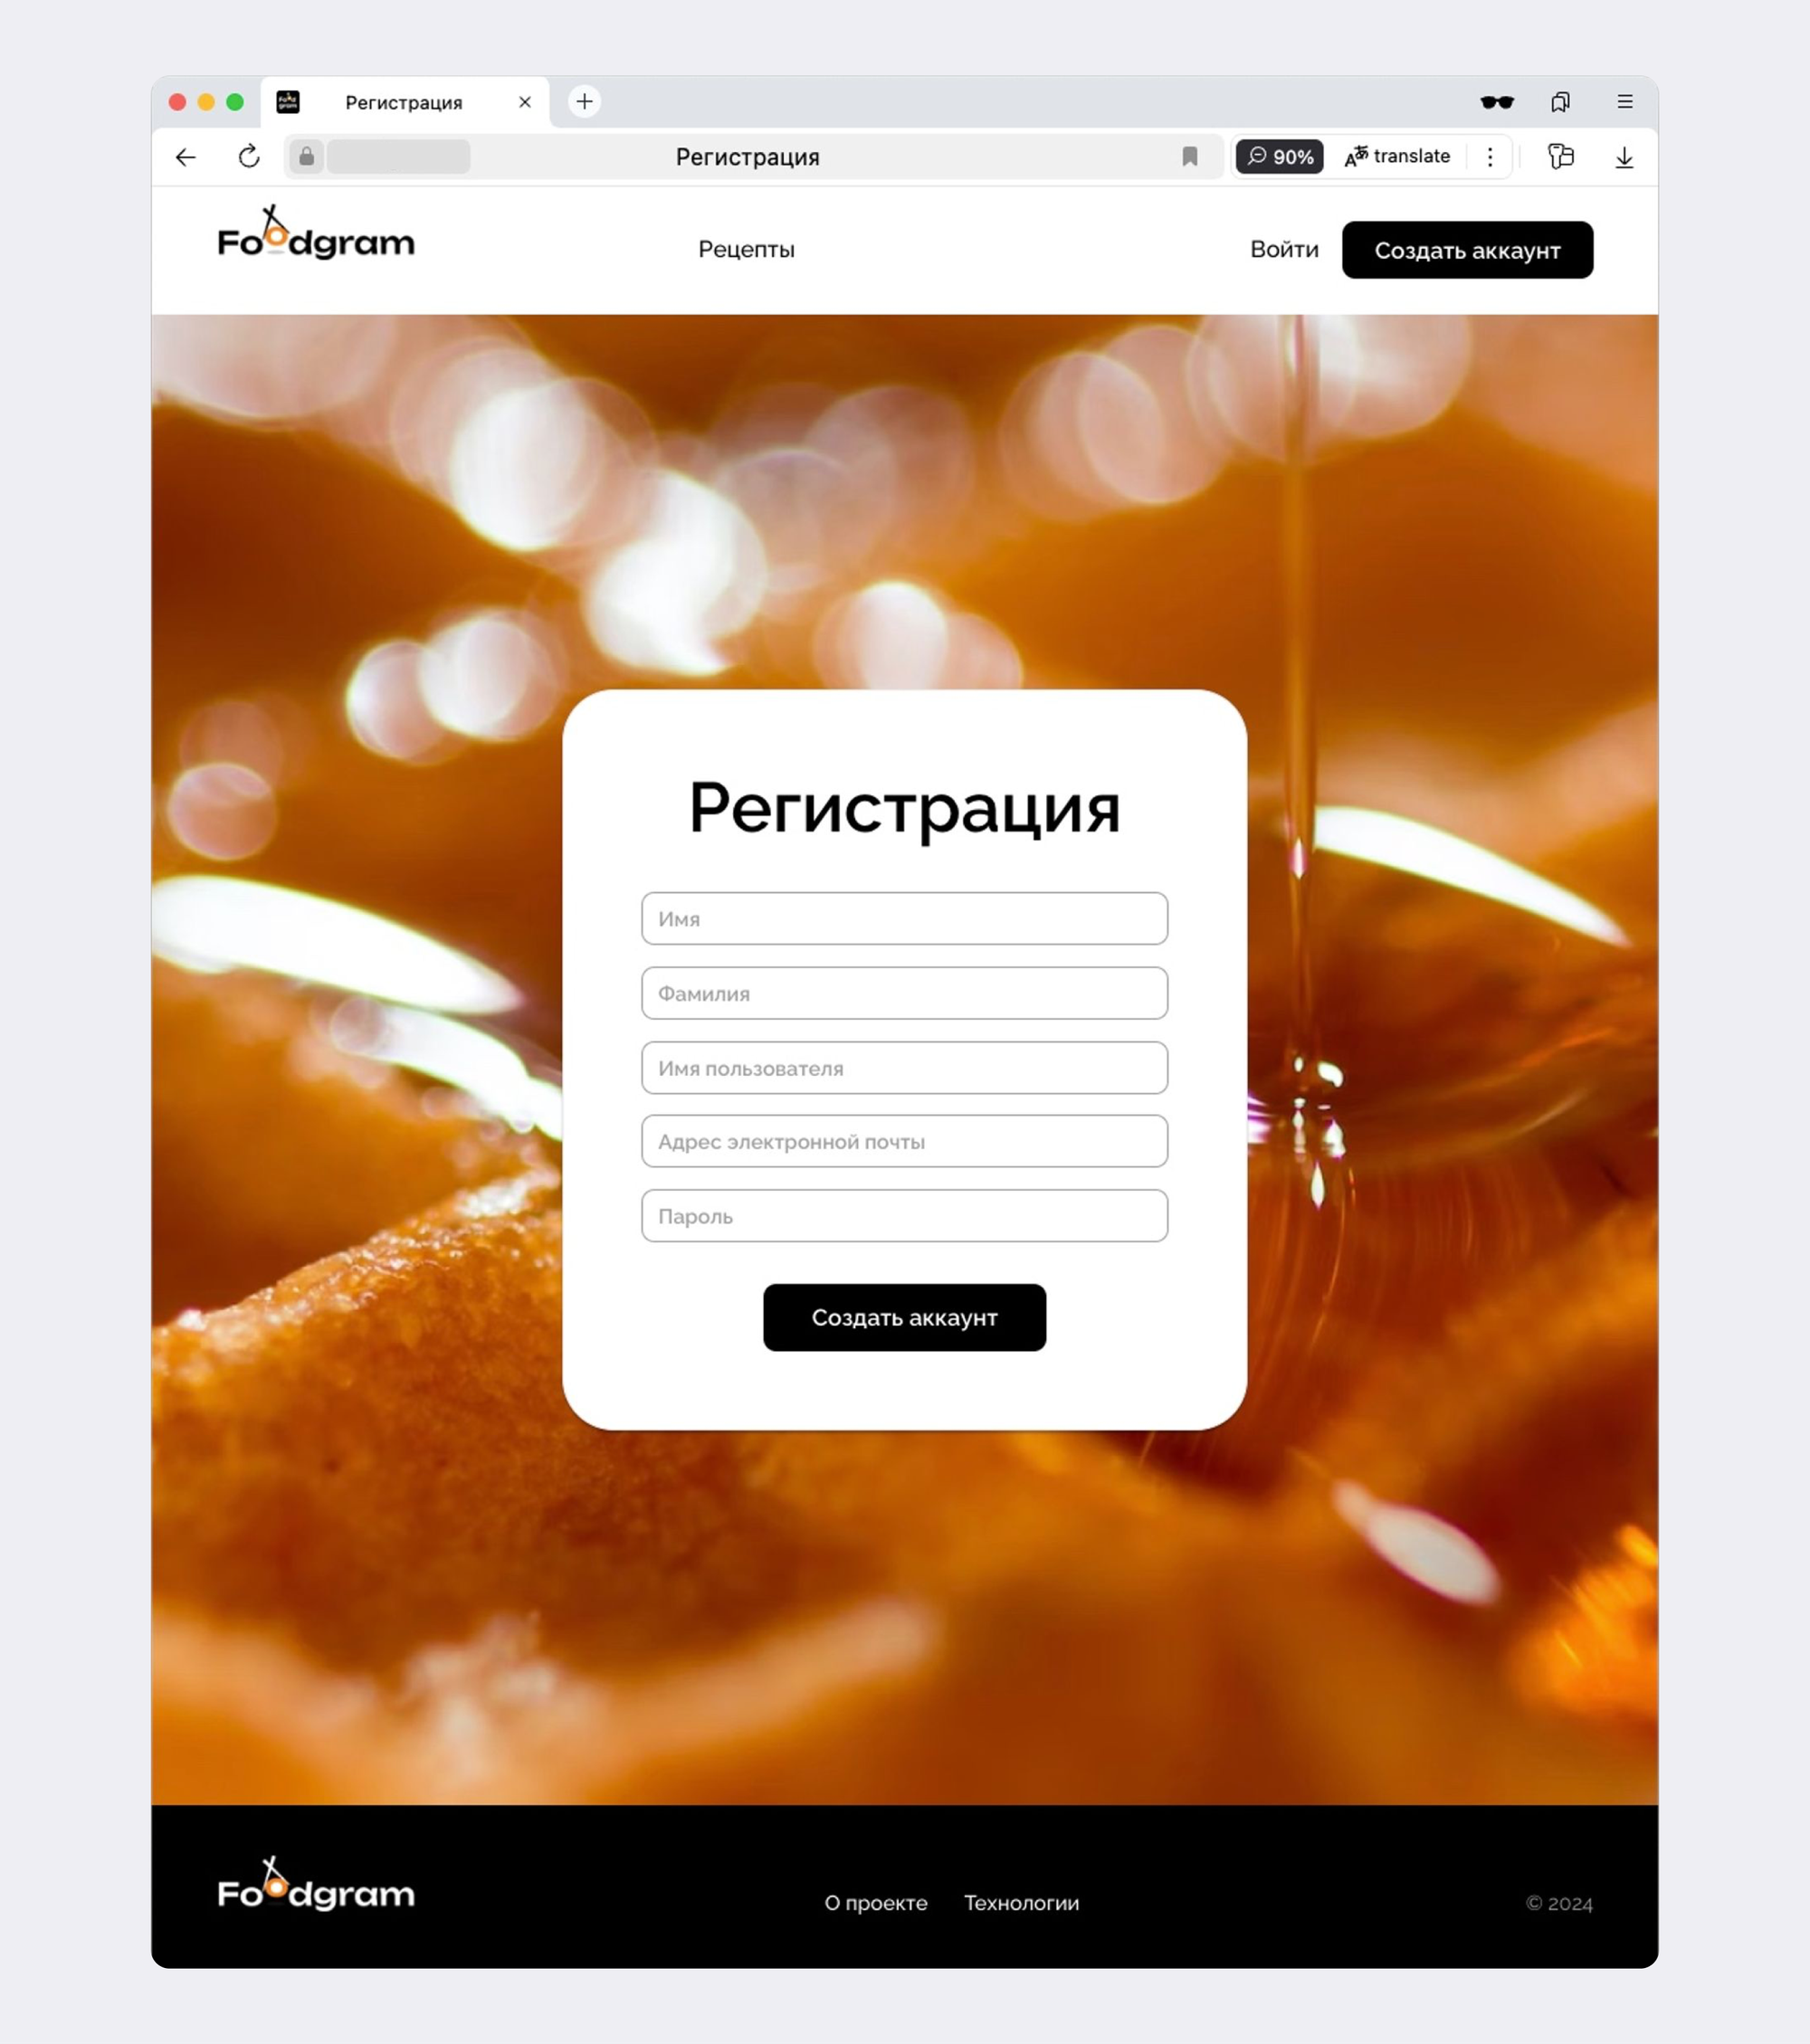 Регистрация
Регистрация
90%
translate
Foodgram
Рецепты
Войти
Создать аккаунт
Регистрация
Имя
Фамилия
Имя пользователя
Адрес электронной почты
Пароль
Создать аккаунт
Foodgram
О проекте
Технологии
© 2024